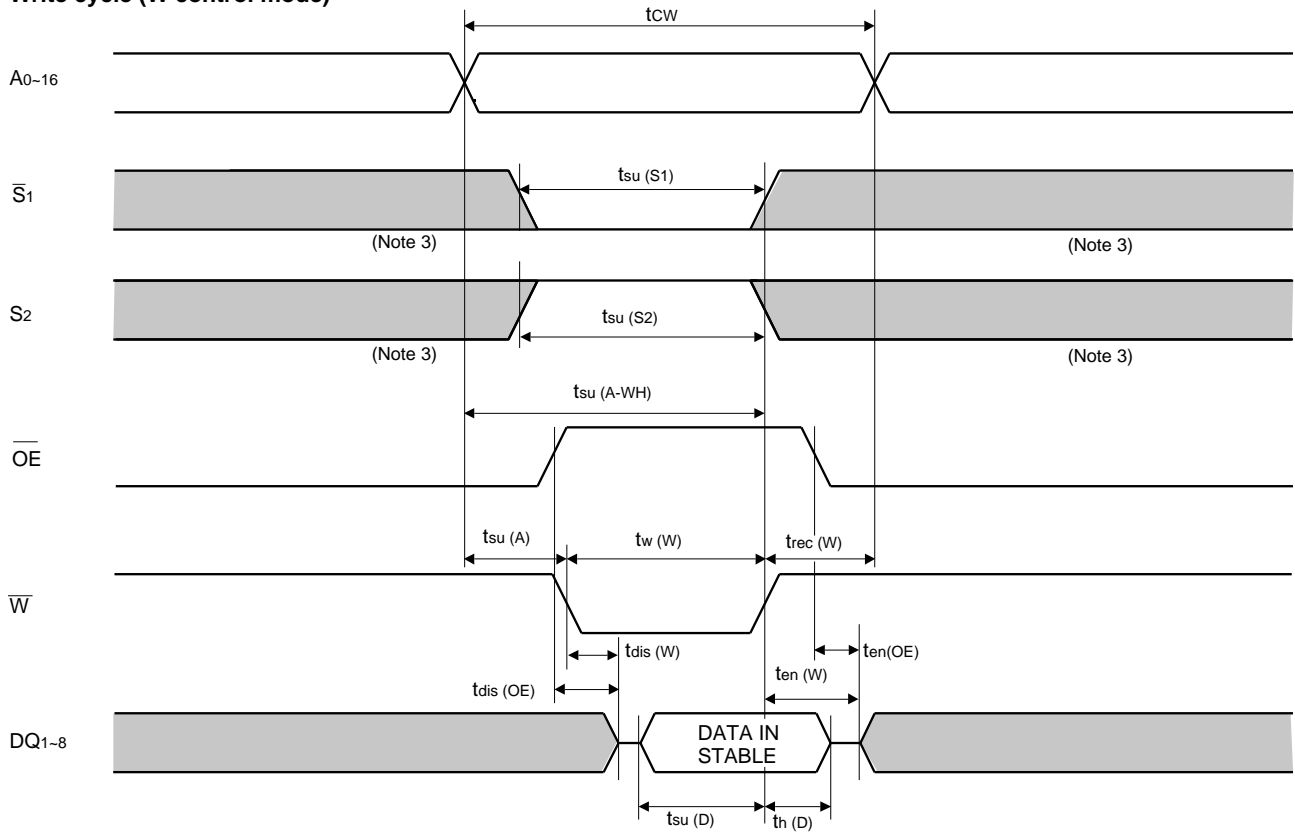 Write cycle (W control mode)
tCW
A0~16
S̅1
tsu (S1)
(Note 3)
(Note 3)
S2
tsu (S2)
(Note 3)
(Note 3)
tsu (A-WH)
O̅E̅
tsu (A)
tw (W)
trec (W)
W̅
tdis (W)
ten(OE)
ten (W)
tdis (OE)
DQ1~8
DATA IN
STABLE
tsu (D)
th (D)